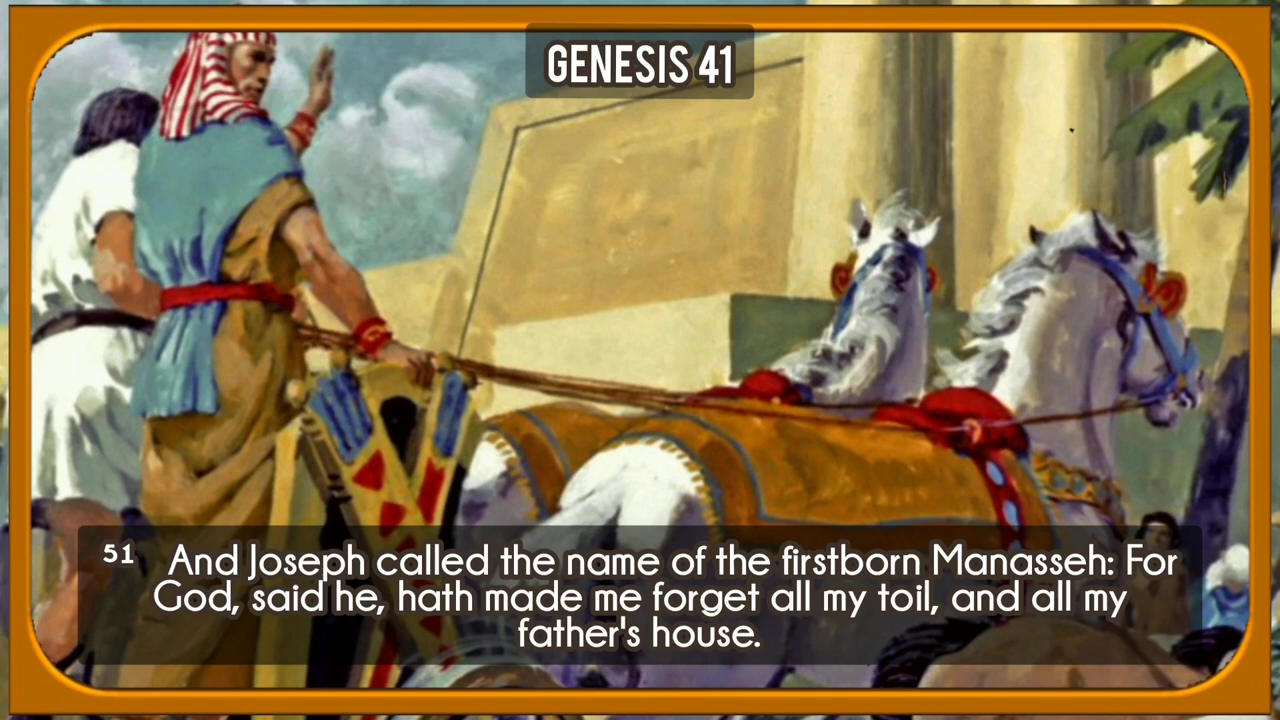 GENESIS 41
51 And Joseph called the name of the firstborn Manasseh: For
God, said he, hath made me forget all my toil, and all my
father's house.